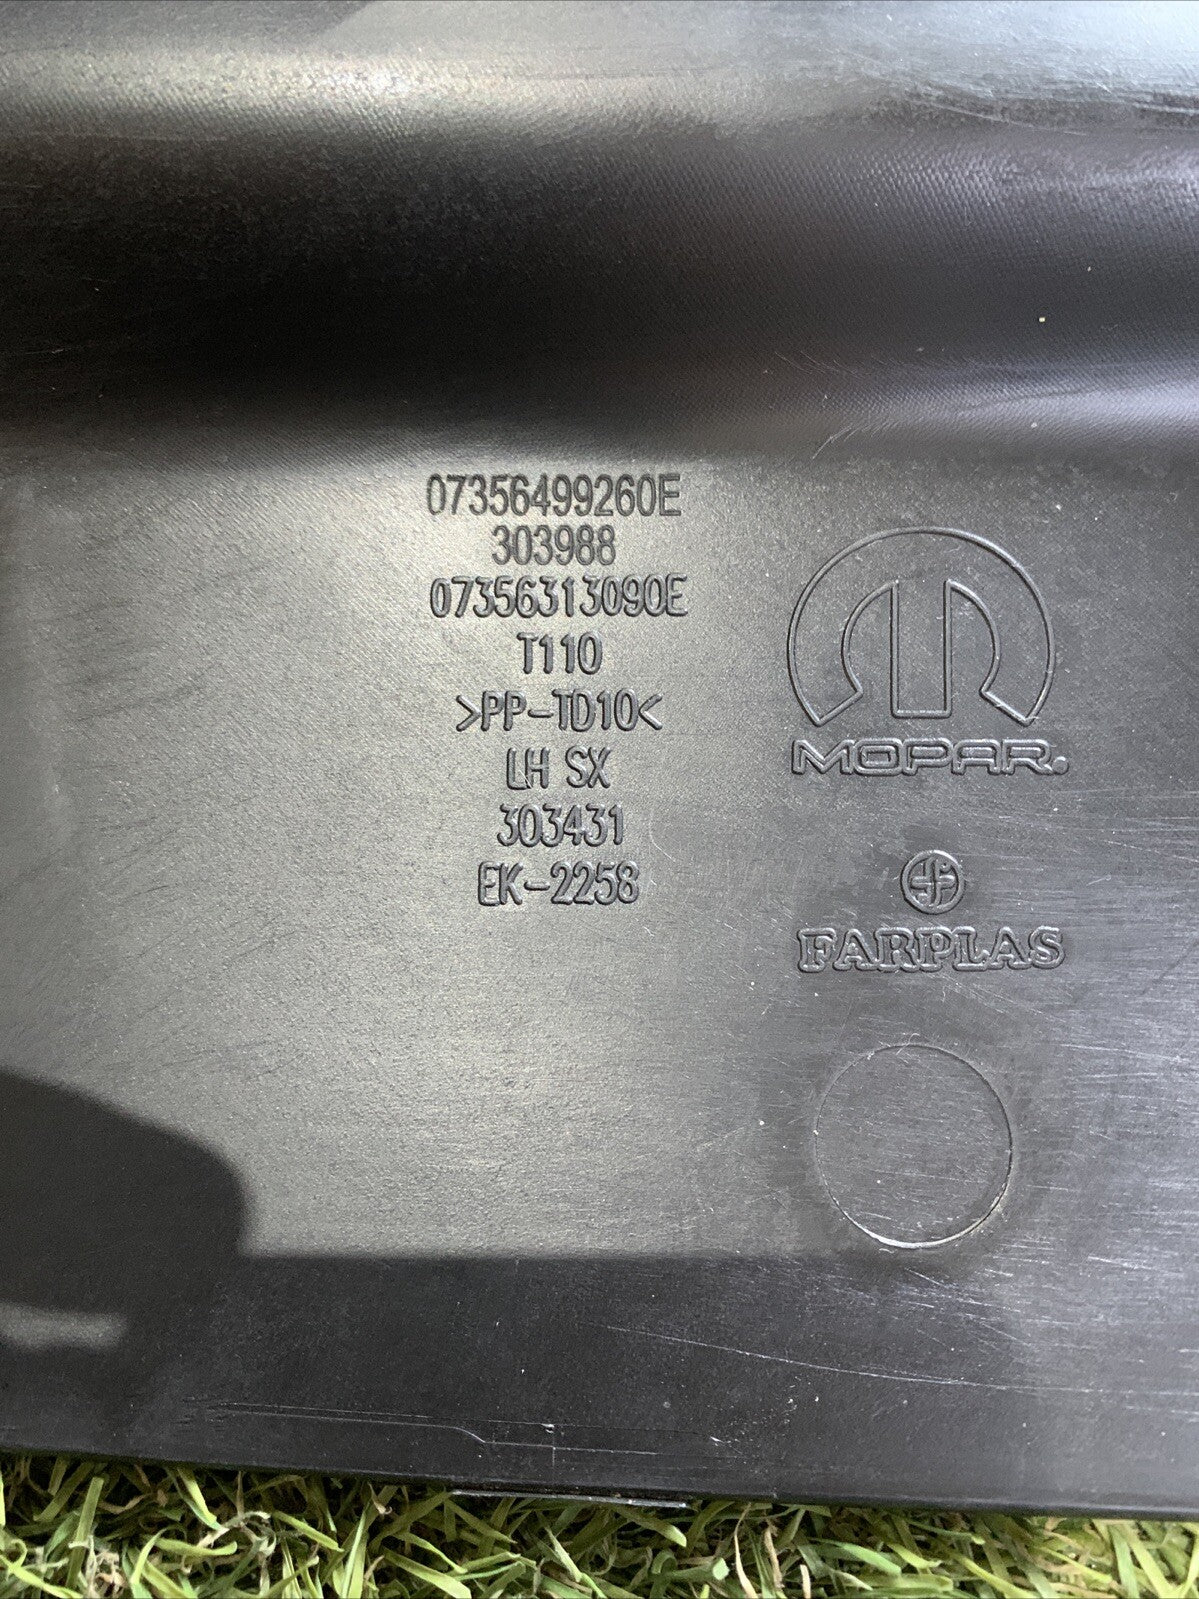 07356499260E
303988
07356313090E
T110
>PP-TD10<
LH SX
303431
EK-2258
MOPAR.
FARPLAS